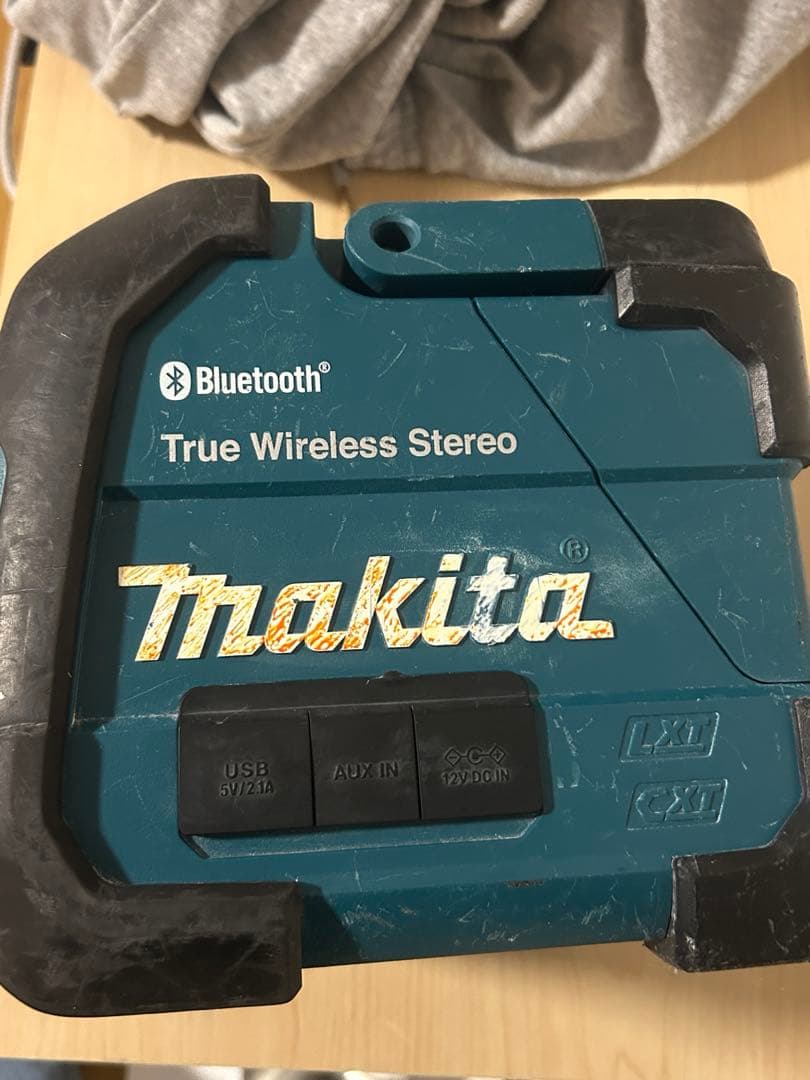 Bluetooth®
True Wireless Stereo
makita®
USB
5V/2.1A
AUX IN
12V DC IN
LXT
CXT